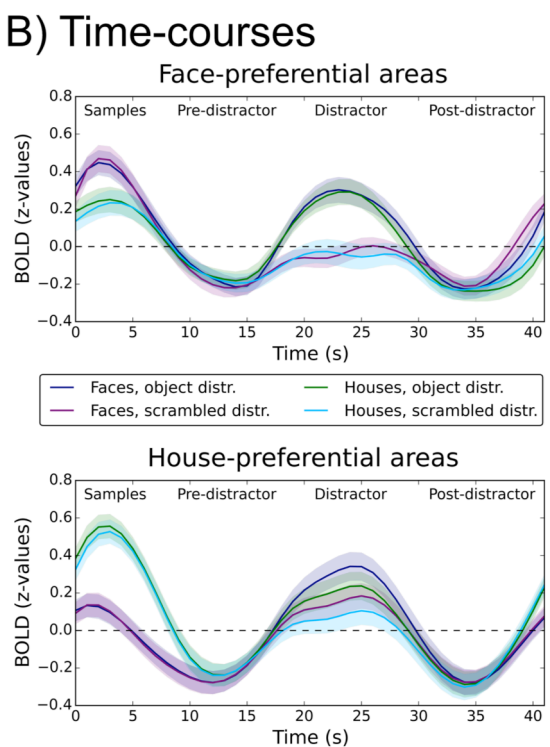 B) Time-courses
Face-preferential areas
0.8
Samples Pre-distractor Distractor Post-distractor
0.6
0.4
0.2
0.0
−0.2
−0.4
BOLD (z-values)
0 5 10 15 20 25 30 35 40
Time (s)
Faces, object distr. Houses, object distr.
Faces, scrambled distr. Houses, scrambled distr.
House-preferential areas
0.8
Samples Pre-distractor Distractor Post-distractor
0.6
0.4
0.2
0.0
−0.2
−0.4
BOLD (z-values)
0 5 10 15 20 25 30 35 40
Time (s)